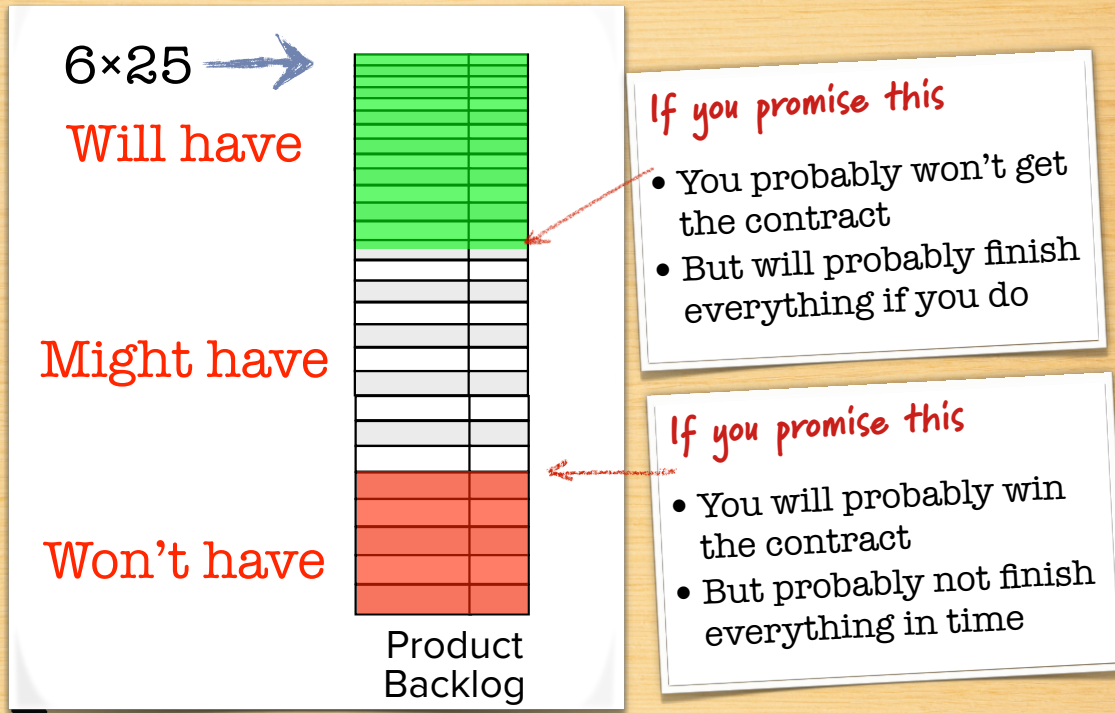 6×25
Will have
Might have
Won't have
Product
Backlog
If you promise this
• You probably won't get
the contract
• But will probably finish
everything if you do
If you promise this
• You will probably win
the contract
• But probably not finish
everything in time